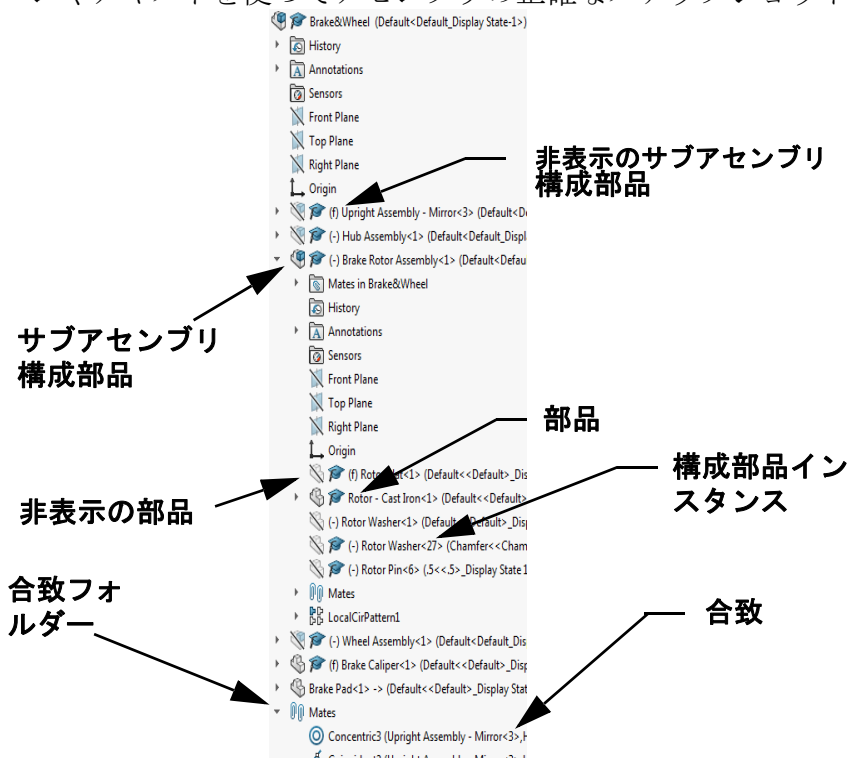 Brake&Wheel (Default<Default_Display State-1>)
History
Annotations
Sensors
Front Plane
Top Plane
Right Plane
Origin
(f) Upright Assembly - Mirror<3> (Default<De
(-) Hub Assembly<1> (Default<Default_Displ
(-) Brake Rotor Assembly<1> (Default<Defau
Mates in Brake&Wheel
History
Annotations
Sensors
Front Plane
Top Plane
Right Plane
Origin
(f) Rotor
<1> (Default<<Default>_Dis
Rotor - Cast Iron<1> (Default<<Default>
(-) Rotor Washer<1> (Default<<Default>_Disp
(-) Rotor Washer<27> (Chamfer<<Cham
(-) Rotor Pin<6> (.5<<.5>_Display State 1
Mates
LocalCirPattern1
(-) Wheel Assembly<1> (Default<Default_Dis
(f) Brake Caliper<1> (Default<<Default>_Disp
Brake Pad<1> -> (Default<<Default>_Display Stat
Mates
Concentric3 (Upright Assembly - Mirror<3>,H
非表示のサブアセンブリ
構成部品
サブアセンブリ
構成部品
部品
構成部品イン
スタンス
非表示の部品
合致フォ
ルダー
合致